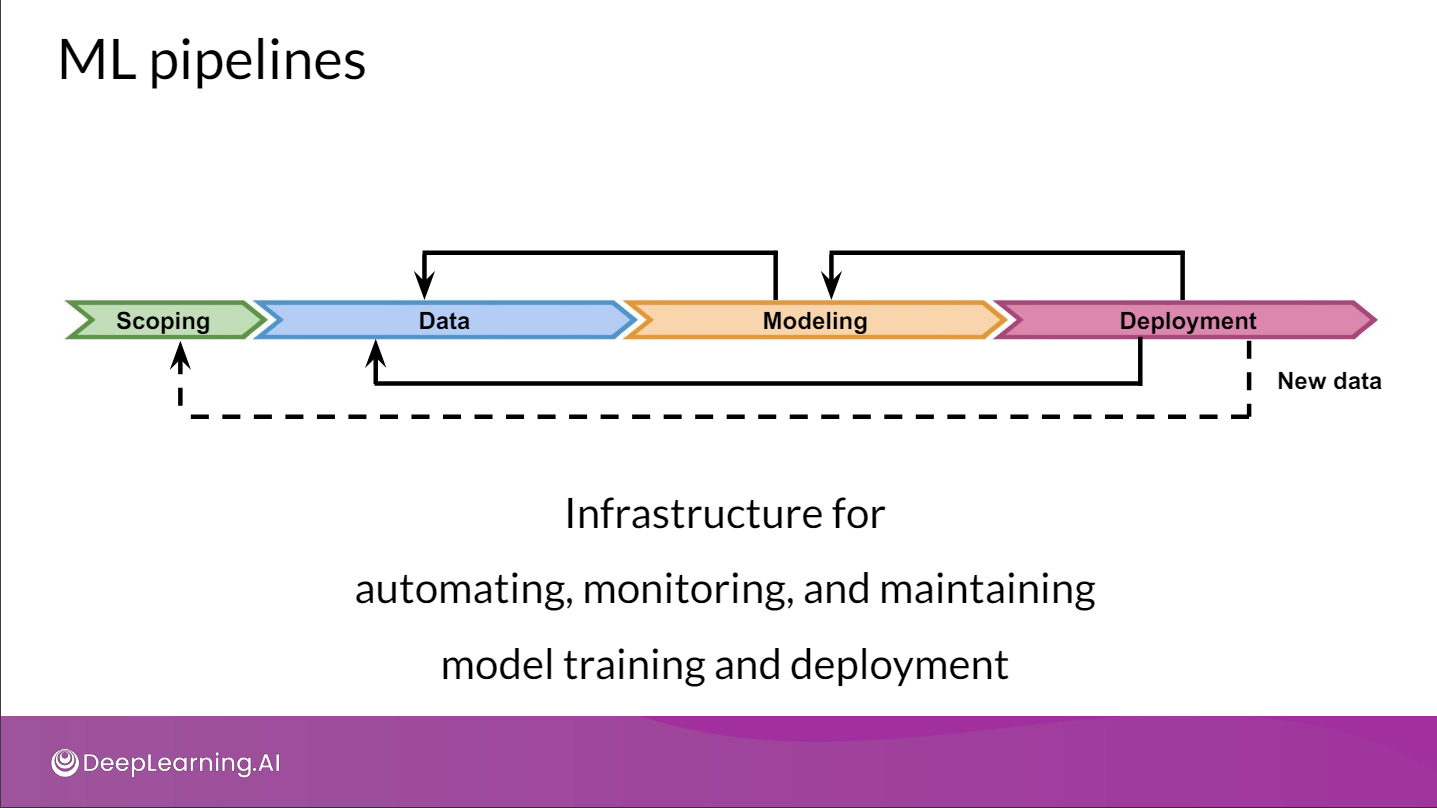 ML pipelines
Scoping
Data
Modeling
Deployment
New data
Infrastructure for
automating, monitoring, and maintaining
model training and deployment
DeepLearning.AI